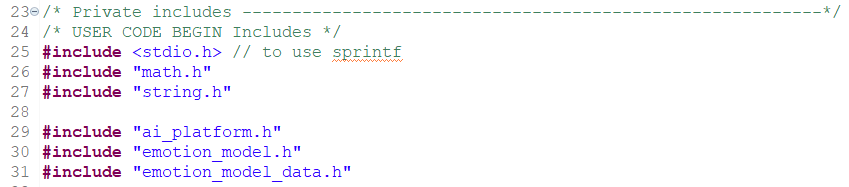 23 /* Private includes ----------------------------------------------------------*/
24 /* USER CODE BEGIN Includes */
25 #include <stdio.h> // to use sprintf
26 #include "math.h"
27 #include "string.h"
28
29 #include "ai_platform.h"
30 #include "emotion_model.h"
31 #include "emotion_model_data.h"